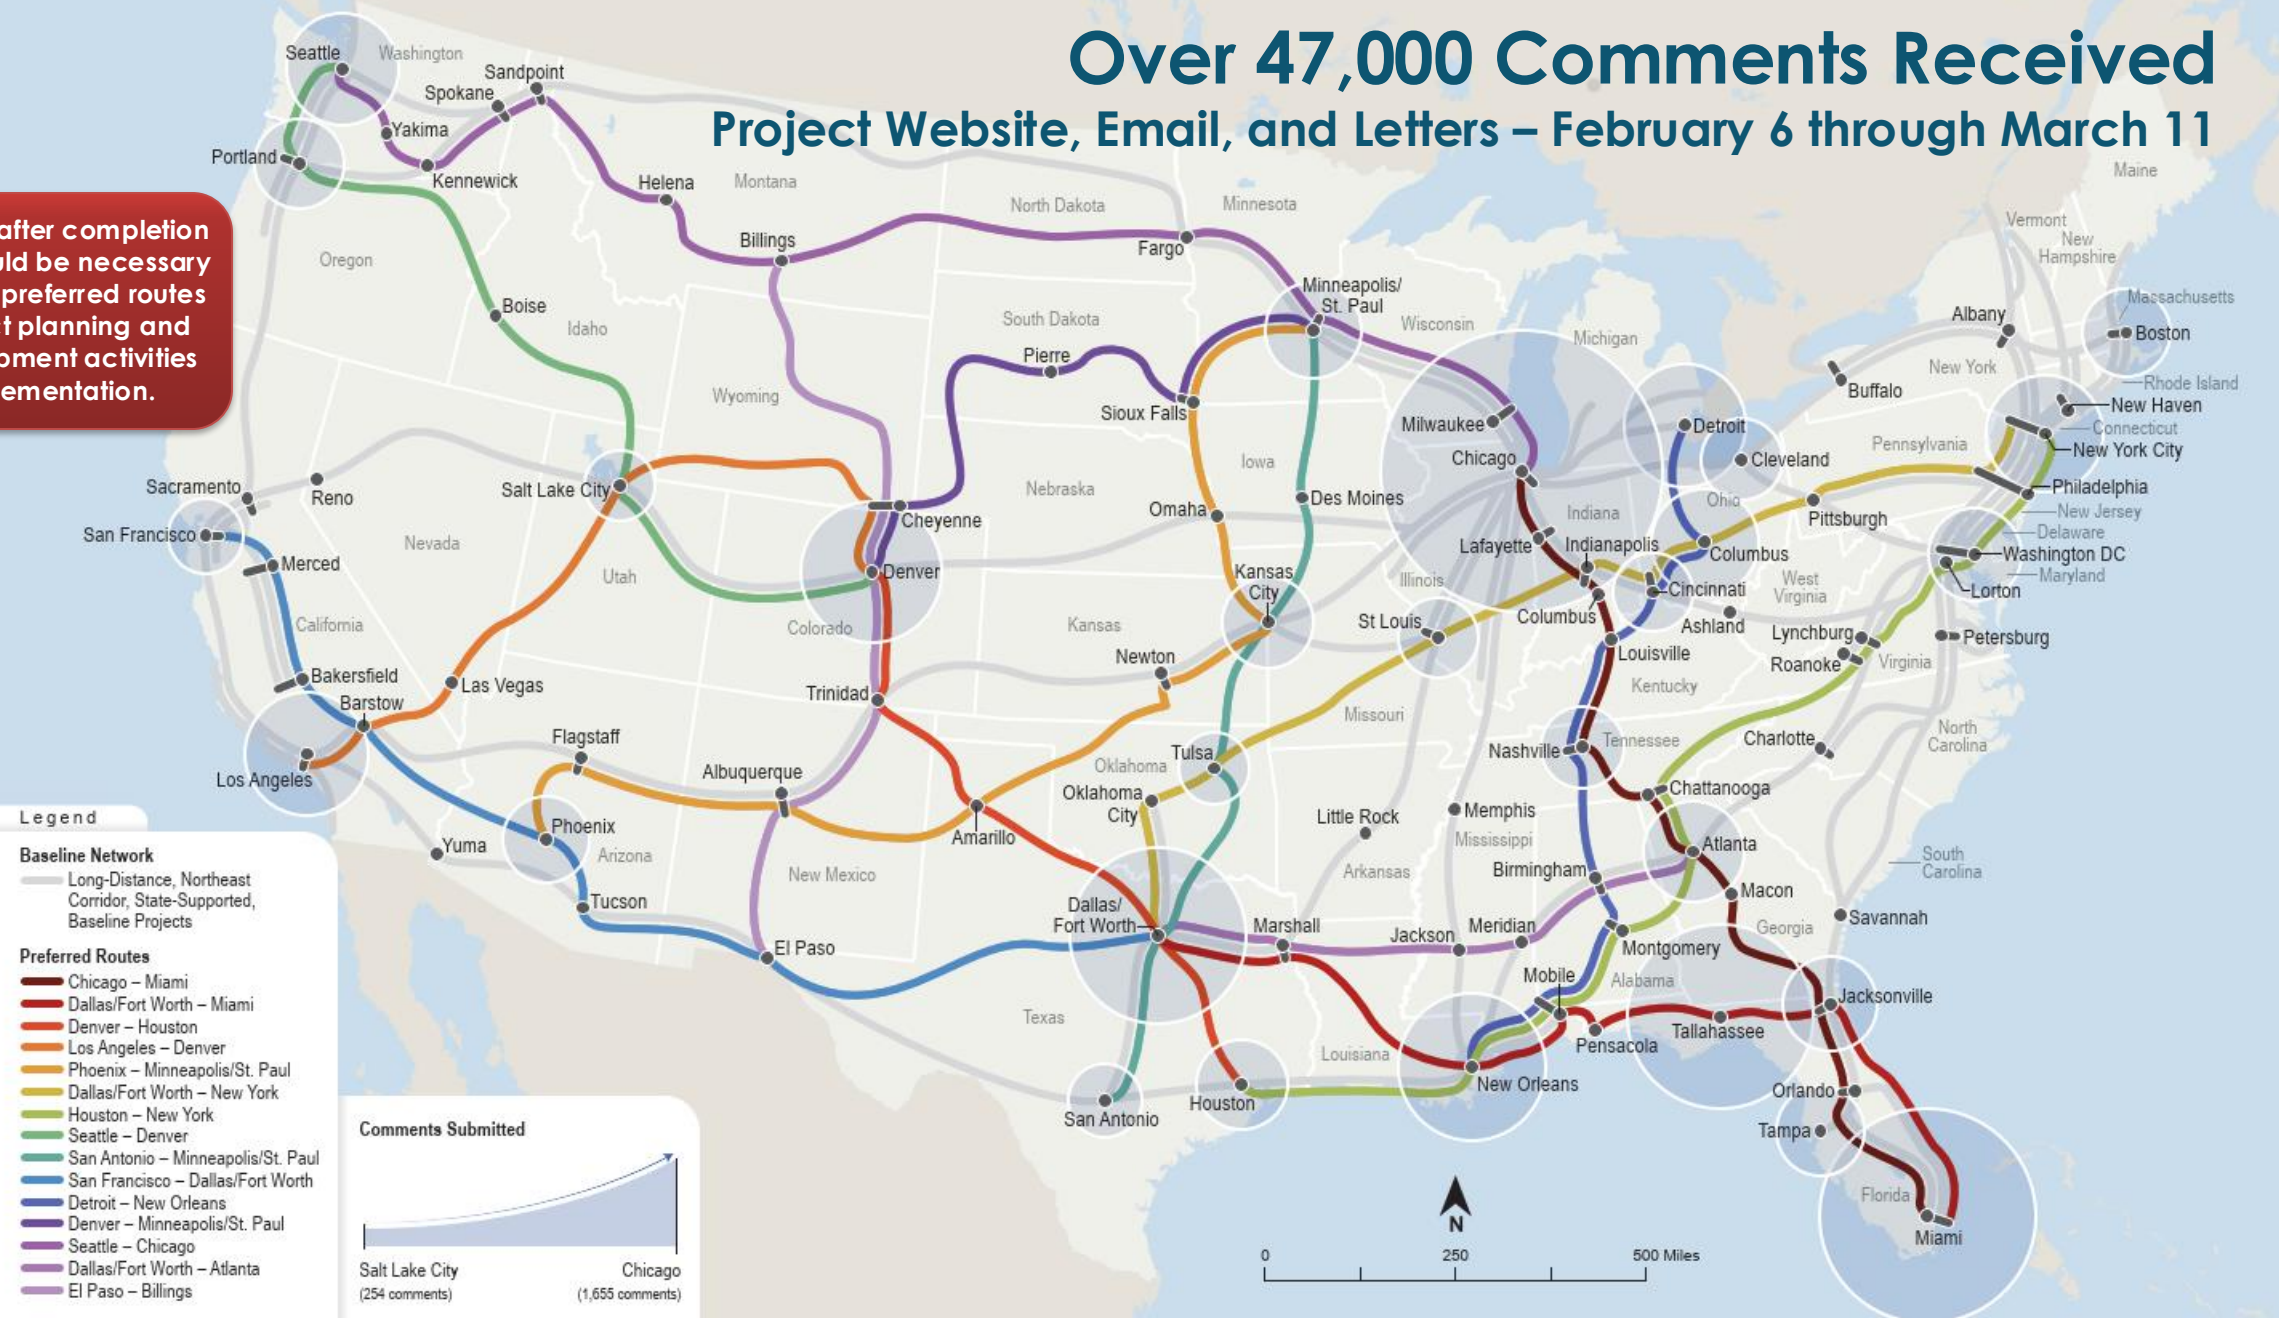 Over 47,000 Comments Received
Project Website, Email, and Letters – February 6 through March 11
after completion
uld be necessary
preferred routes
t planning and
pment activities
ementation.
Seattle
Washington
Sandpoint
Spokane
Yakima
Portland
Kennewick
Helena
Montana
North Dakota
Minnesota
Maine
Vermont
New
Hampshire
Oregon
Billings
Fargo
Minneapolis/
St. Paul
Boise
Idaho
South Dakota
Wisconsin
Michigan
Albany
Massachusetts
Boston
Pierre
Wyoming
Sioux Falls
New York
Buffalo
Rhode Island
New Haven
Connecticut
New York City
Milwaukee
Detroit
Pennsylvania
Chicago
Cleveland
Iowa
Sacramento
Reno
Salt Lake City
Nebraska
Des Moines
Ohio
Philadelphia
New Jersey
Omaha
Cheyenne
Indiana
Pittsburgh
Delaware
San Francisco
Nevada
Lafayette
Indianapolis
Columbus
Washington DC
Maryland
Merced
Utah
Denver
Kansas
City
Illinois
Cincinnati
West
Virginia
Lorton
California
Colorado
Kansas
St Louis
Columbus
Ashland
Lynchburg
Petersburg
Newton
Louisville
Roanoke
Virginia
Bakersfield
Las Vegas
Trinidad
Kentucky
Barstow
Missouri
Flagstaff
Tulsa
Nashville
Tennessee
Charlotte
North
Carolina
Los Angeles
Albuquerque
Oklahoma
Oklahoma
City
Chattanooga
Phoenix
Amarillo
Little Rock
Memphis
Mississippi
Yuma
Arizona
Atlanta
South
Carolina
New Mexico
Arkansas
Birmingham
Macon
Tucson
Dallas/
Fort Worth
Marshall
Jackson
Meridian
Georgia
Savannah
El Paso
Montgomery
Mobile
Alabama
Jacksonville
Texas
Tallahassee
Pensacola
Louisiana
New Orleans
Orlando
San Antonio
Houston
Tampa
Florida
Miami
Legend
Baseline Network
Long-Distance, Northeast
Corridor, State-Supported,
Baseline Projects
Preferred Routes
Chicago – Miami
Dallas/Fort Worth – Miami
Denver – Houston
Los Angeles – Denver
Phoenix – Minneapolis/St. Paul
Dallas/Fort Worth – New York
Houston – New York
Seattle – Denver
San Antonio – Minneapolis/St. Paul
San Francisco – Dallas/Fort Worth
Detroit – New Orleans
Denver – Minneapolis/St. Paul
Seattle – Chicago
Dallas/Fort Worth – Atlanta
El Paso – Billings
Comments Submitted
Salt Lake City
(254 comments)
Chicago
(1,655 comments)
N
0
250
500 Miles